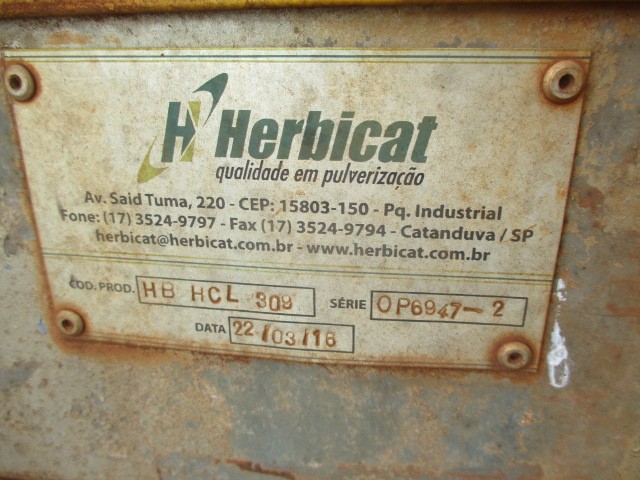 Herbicat
qualidade em pulverização
Av. Said Tuma, 220 - CEP: 15803-150 - Pq. Industrial
Fone: (17) 3524-9797 - Fax (17) 3524-9794 - Catanduva / SP
herbicat@herbicat.com.br - www.herbicat.com.br
COD. PROD. HB HCL 309 SÉRIE OP6947-2
DATA 22/03/16